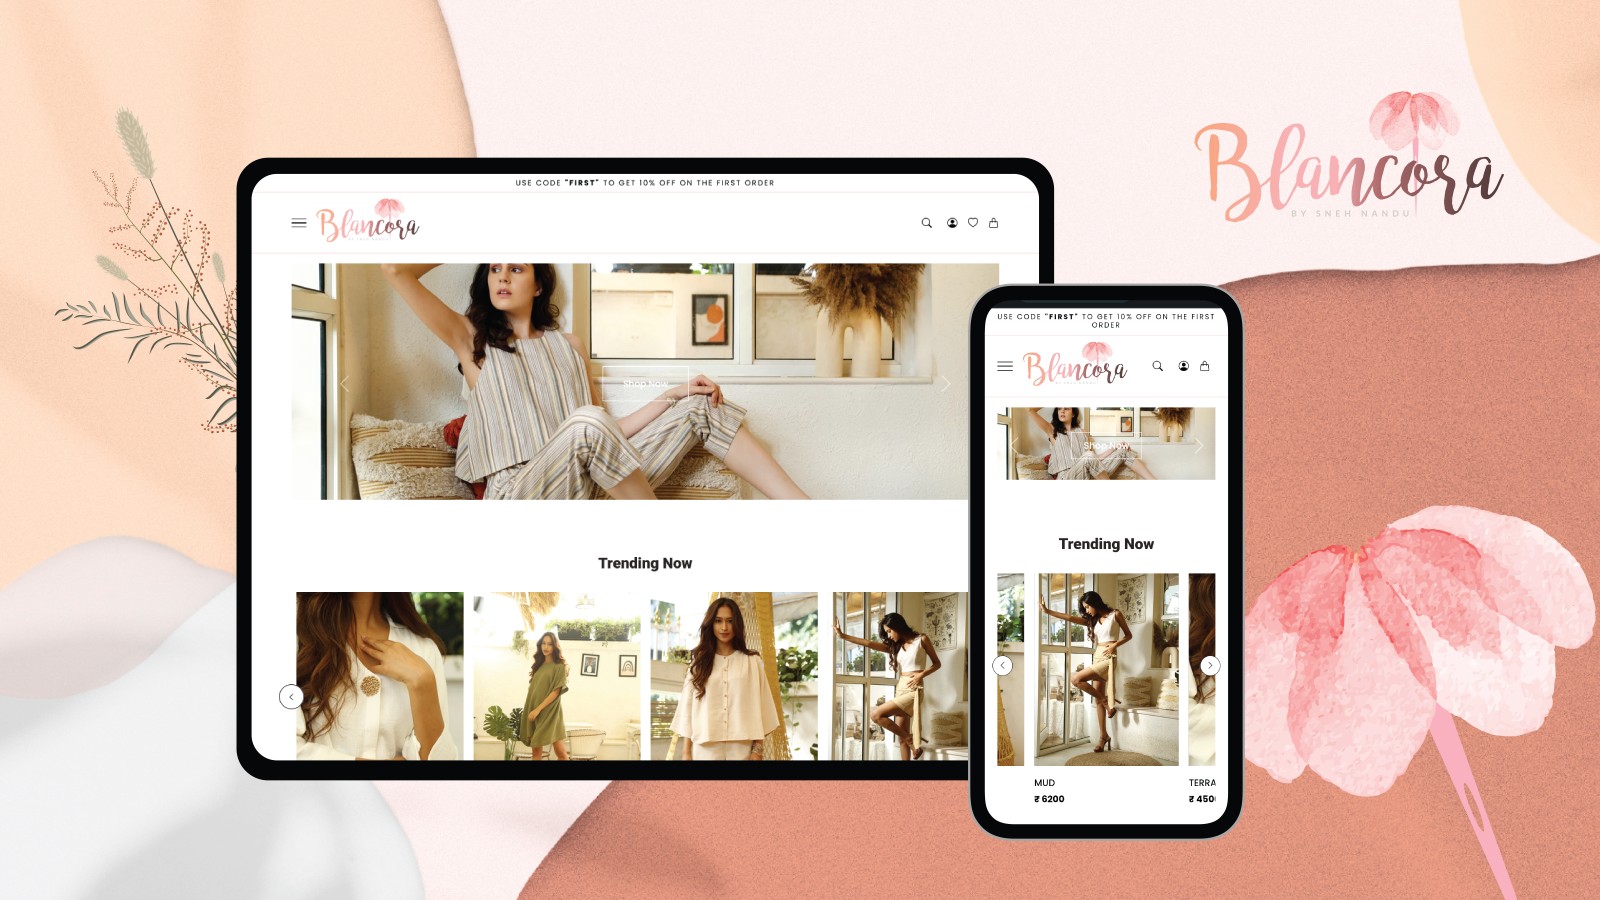 Blancora
BY SNEH NANDU
USE CODE "FIRST" TO GET 10% OFF ON THE FIRST ORDER
Blancora
Shop Now
Trending Now
USE CODE "FIRST" TO GET 10% OFF ON THE FIRST
ORDER
Blancora
Shop Now
Trending Now
MUD
₹ 6200
TERRA
₹ 450